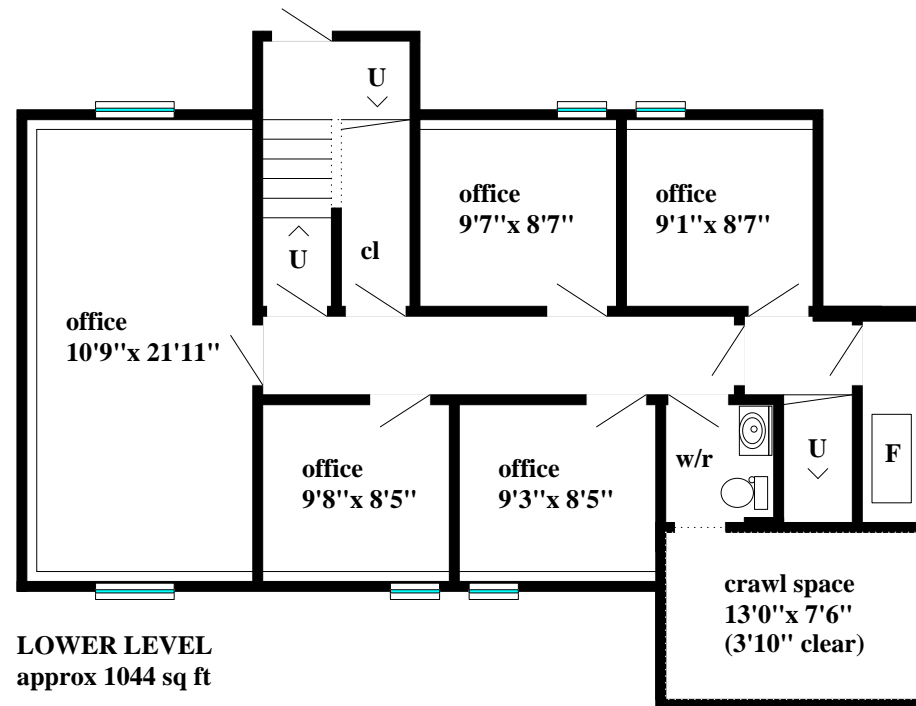 U
office
9'7"x 8'7"
office
9'1"x 8'7"
cl
U
office
10'9"x 21'11"
office
9'8"x 8'5"
office
9'3"x 8'5"
w/r
U
F
crawl space
13'0"x 7'6"
(3'10" clear)
LOWER LEVEL
approx 1044 sq ft